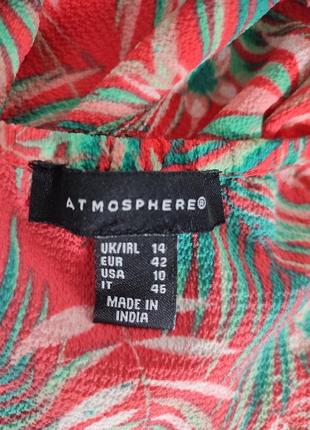 ATMOSPHERE®
UK/IRL 14
EUR 42
USA 10
IT 46
MADE IN
INDIA